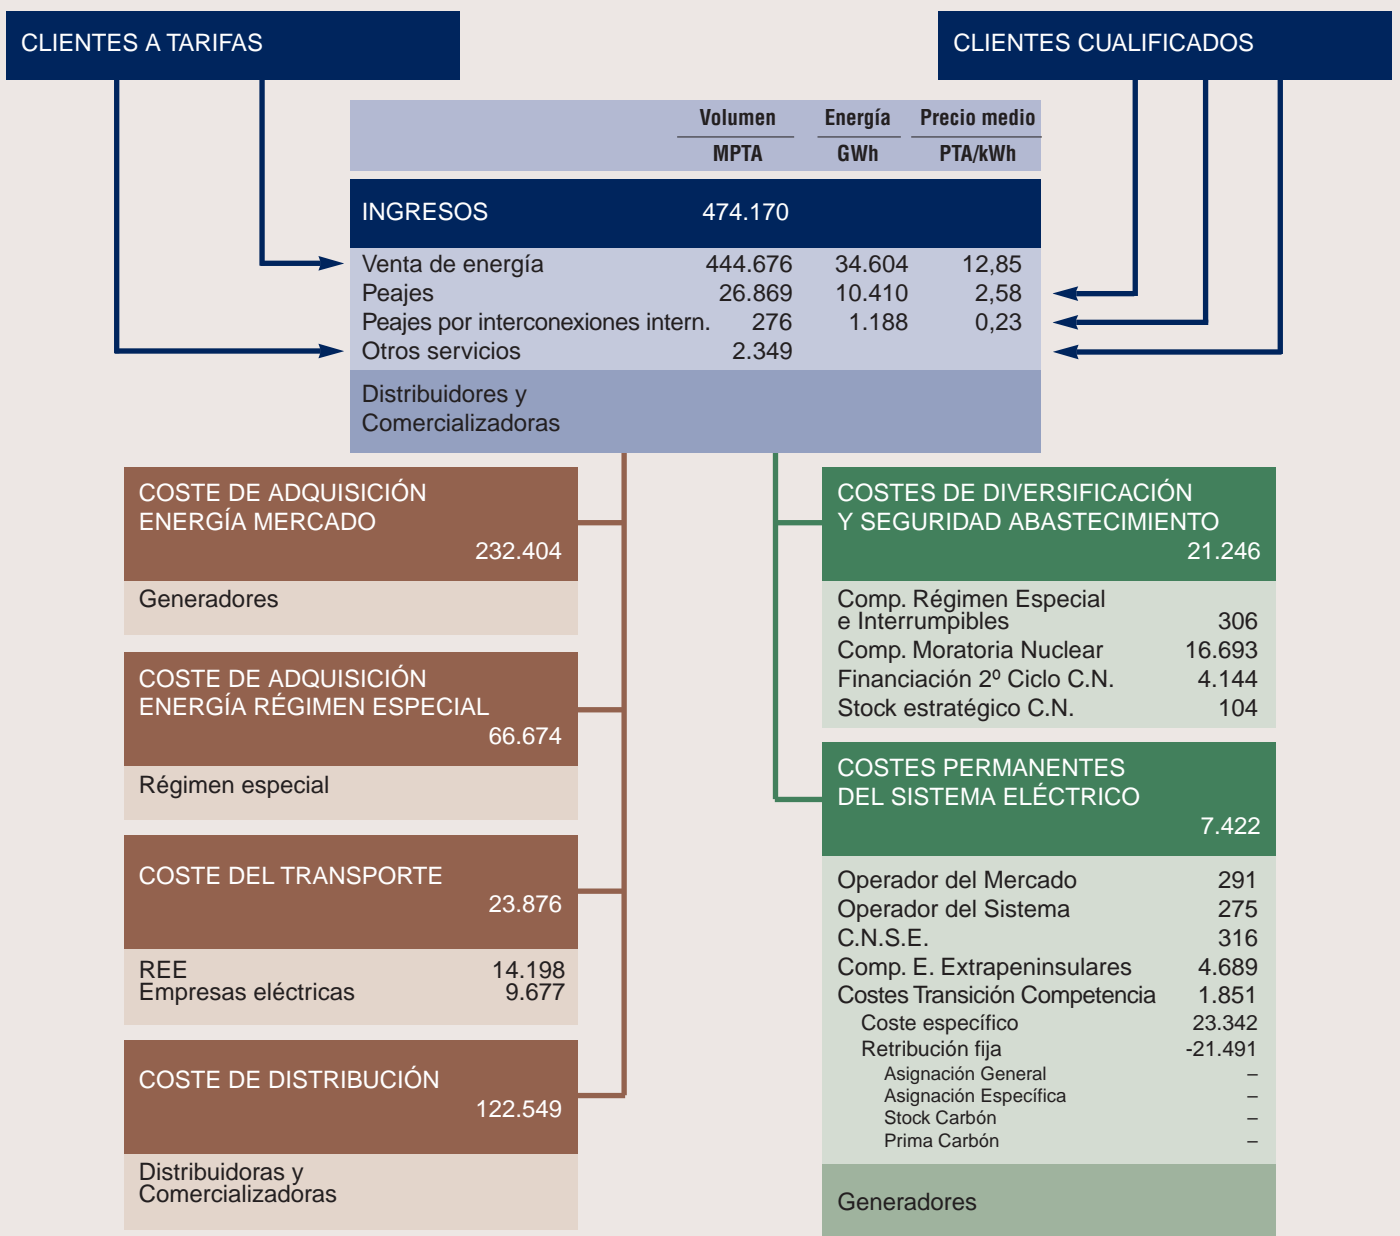 CLIENTES A TARIFAS
CLIENTES CUALIFICADOS
Volumen Energía Precio medio
MPTA GWh PTA/kWh
INGRESOS 474.170
Venta de energía 444.676 34.604 12,85
Peajes 26.869 10.410 2,58
Peajes por interconexiones intern. 276 1.188 0,23
Otros servicios 2.349
Distribuidores y
Comercializadoras
COSTE DE ADQUISICIÓN
ENERGÍA MERCADO
232.404
Generadores
COSTE DE ADQUISICIÓN
ENERGÍA RÉGIMEN ESPECIAL
66.674
Régimen especial
COSTE DEL TRANSPORTE
23.876
REE 14.198
Empresas eléctricas 9.677
COSTE DE DISTRIBUCIÓN
122.549
Distribuidoras y
Comercializadoras
COSTES DE DIVERSIFICACIÓN
Y SEGURIDAD ABASTECIMIENTO
21.246
Comp. Régimen Especial
e Interrumpibles 306
Comp. Moratoria Nuclear 16.693
Financiación 2º Ciclo C.N. 4.144
Stock estratégico C.N. 104
COSTES PERMANENTES
DEL SISTEMA ELÉCTRICO
7.422
Operador del Mercado 291
Operador del Sistema 275
C.N.S.E. 316
Comp. E. Extrapeninsulares 4.689
Costes Transición Competencia 1.851
Coste específico 23.342
Retribución fija -21.491
Asignación General –
Asignación Específica –
Stock Carbón –
Prima Carbón –
Generadores